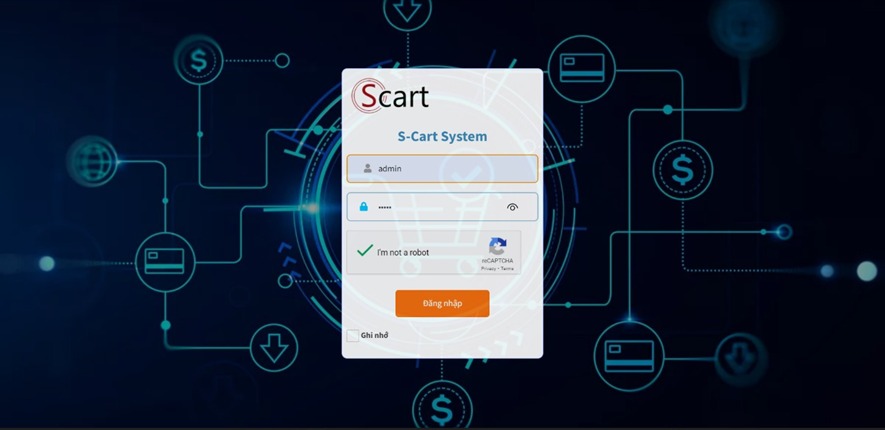 Scart
S-Cart System
admin
•••••
I'm not a robot
reCAPTCHA
Privacy - Terms
Đăng nhập
Ghi nhớ